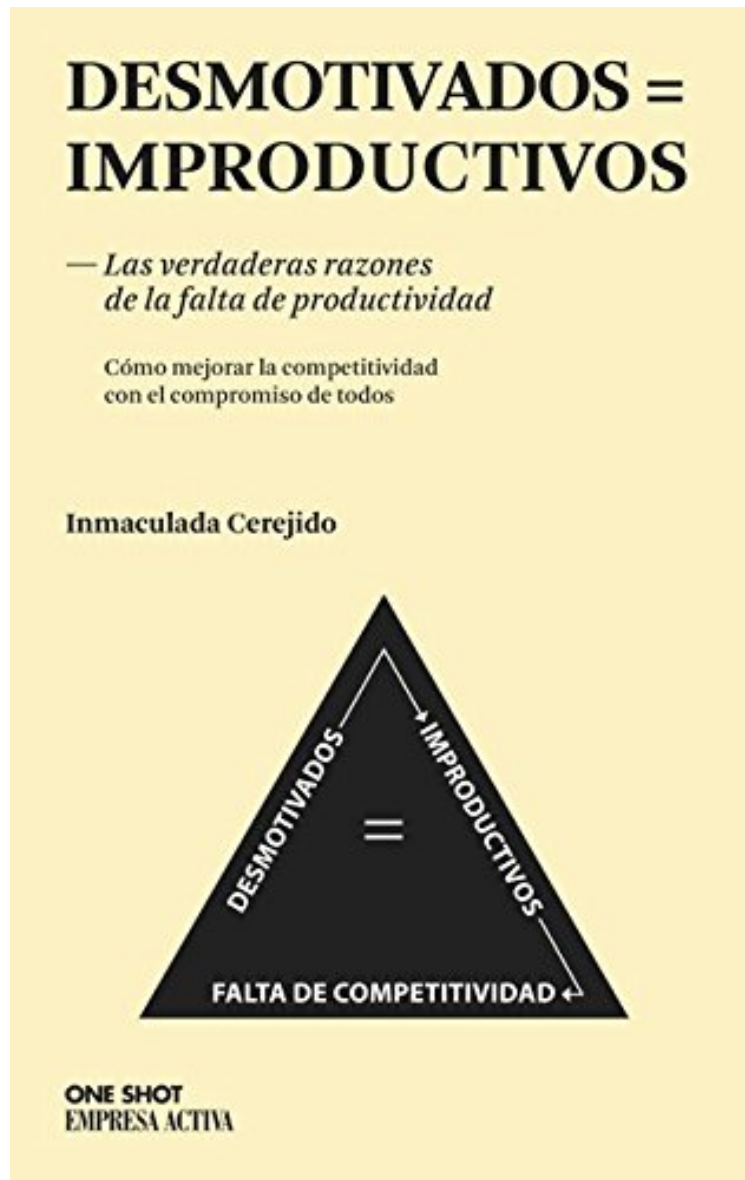 DESMOTIVADOS =
IMPRODUCTIVOS
— Las verdaderas razones
de la falta de productividad
Cómo mejorar la competitividad
con el compromiso de todos
Inmaculada Cerejido
DESMOTIVADOS
IMPRODUCTIVOS
=
FALTA DE COMPETITIVIDAD
ONE SHOT
EMPRESA ACTIVA